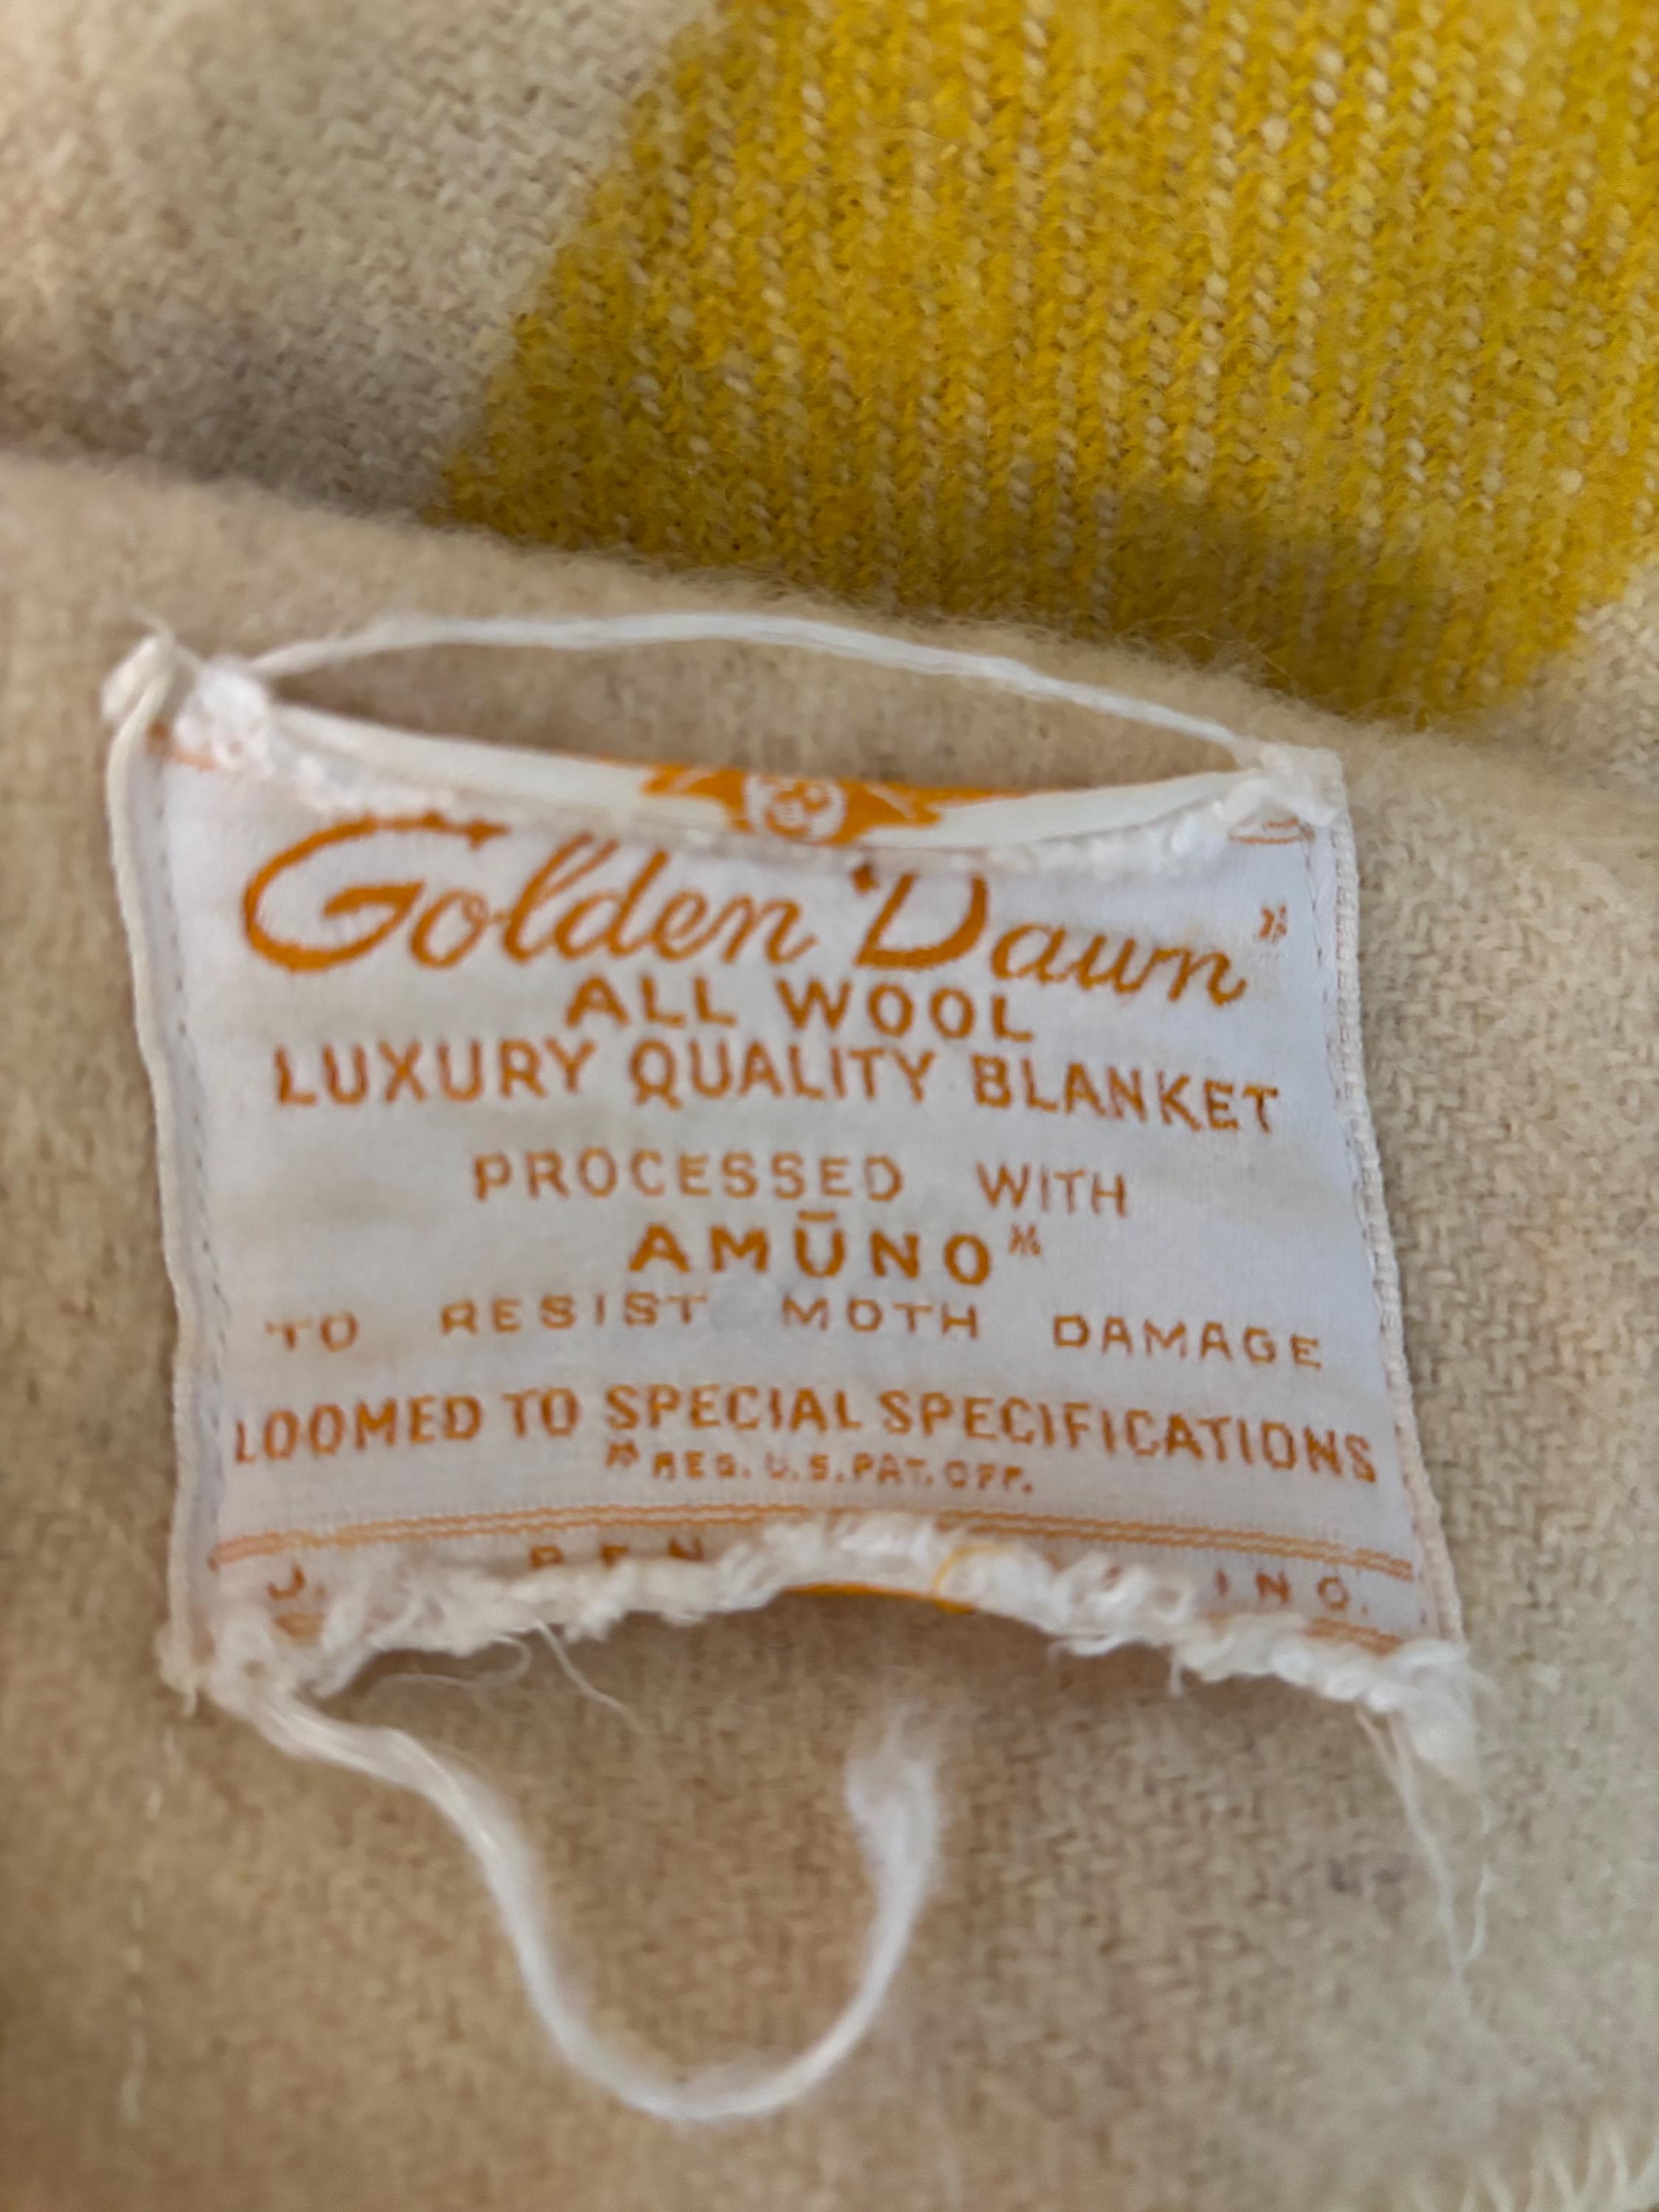 Golden Dawn*
ALL WOOL
LUXURY QUALITY BLANKET
PROCESSED WITH
AMŪNO*
TO RESIST MOTH DAMAGE
LOOMED TO SPECIAL SPECIFICATIONS
*REG. U.S. PAT. OFF.
J. PEN INC.